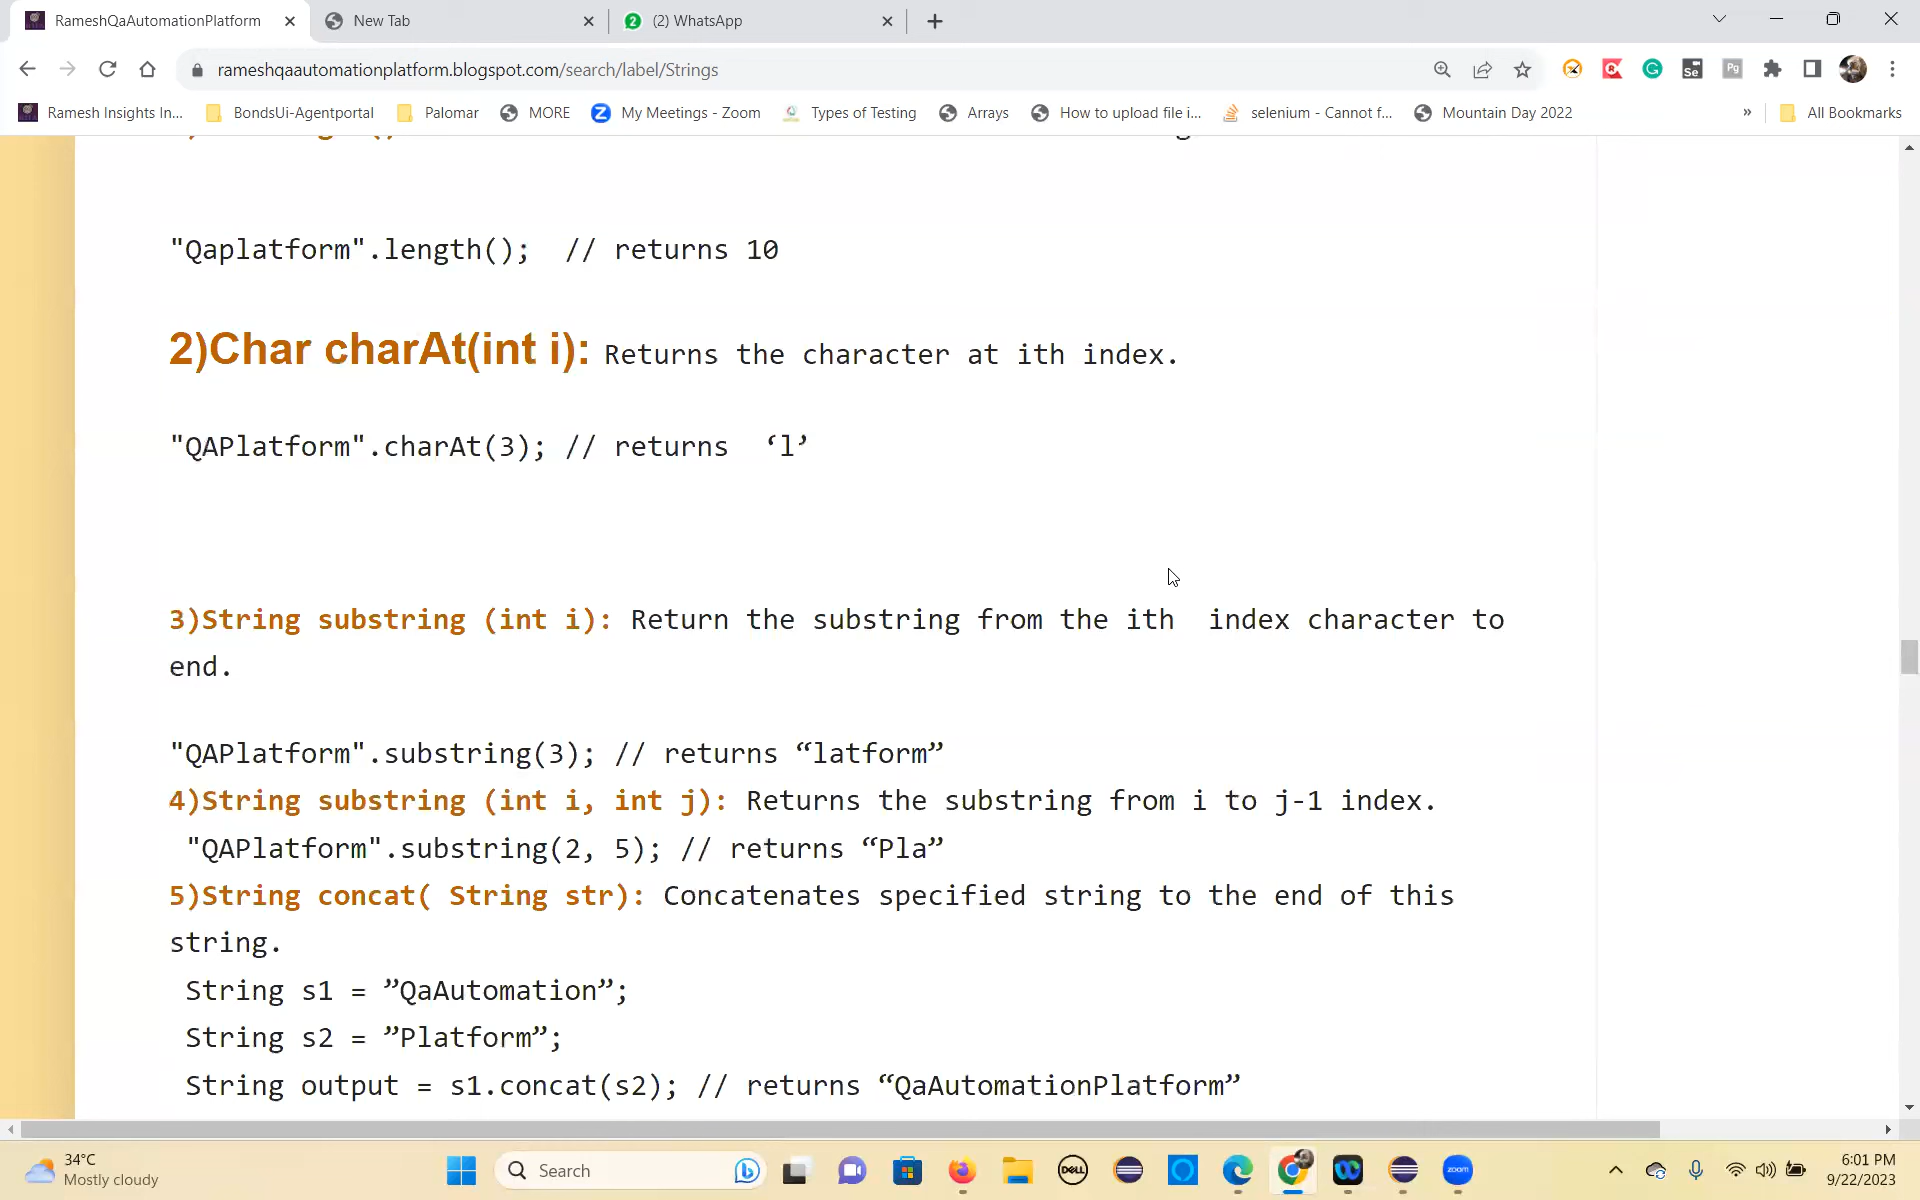 RameshQaAutomationPlatform
New Tab
(2) WhatsApp
rameshqaautomationplatform.blogspot.com/search/label/Strings
Ramesh Insights In...
BondsUi-Agentportal
Palomar
MORE
My Meetings - Zoom
Types of Testing
Arrays
How to upload file i...
selenium - Cannot f...
Mountain Day 2022
»
All Bookmarks
"Qaplatform".length();  // returns 10
2)Char charAt(int i): Returns the character at ith index.
"QAPlatform".charAt(3); // returns  ‘l’
3)String substring (int i): Return the substring from the ith  index character to
end.
"QAPlatform".substring(3); // returns “latform”
4)String substring (int i, int j): Returns the substring from i to j-1 index.
"QAPlatform".substring(2, 5); // returns “Pla”
5)String concat( String str): Concatenates specified string to the end of this
string.
String s1 = ”QaAutomation”;
String s2 = ”Platform”;
String output = s1.concat(s2); // returns “QaAutomationPlatform”
34°C
Mostly cloudy
Search
DELL
zoom
6:01 PM
9/22/2023